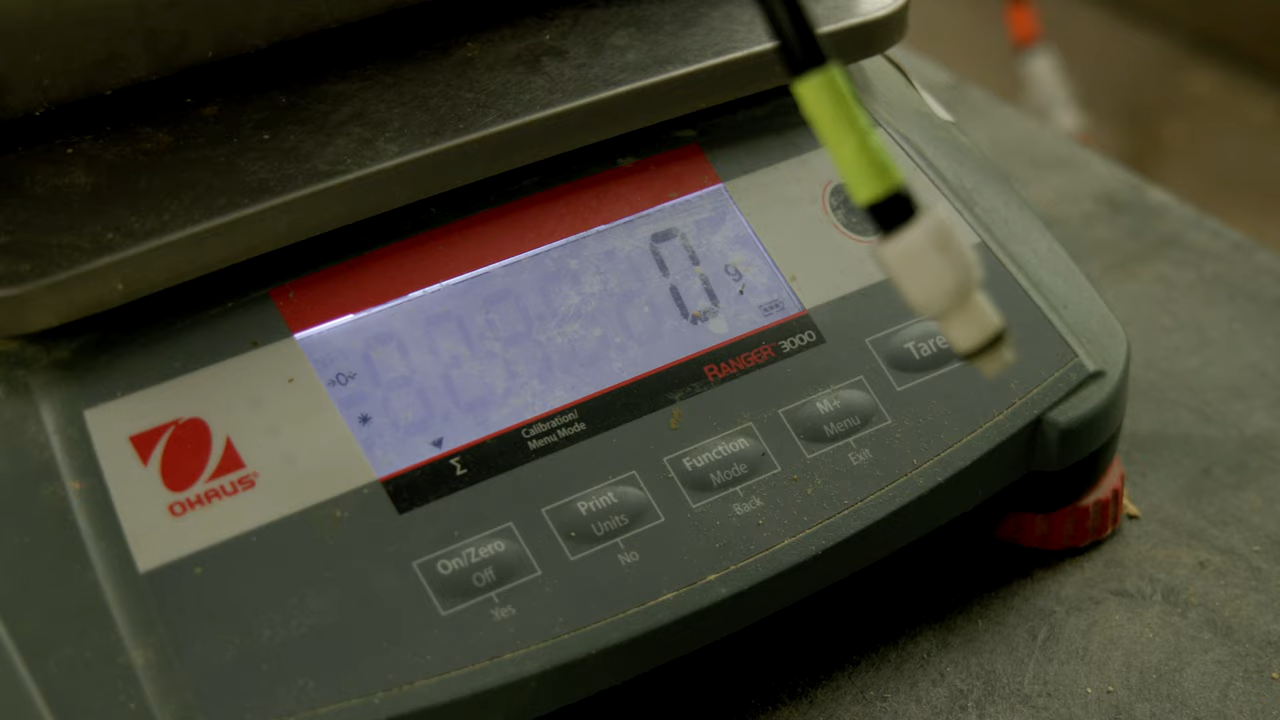 0 g
→0←
*
Σ
Calibration/
Menu Mode
RANGER™ 3000
OHAUS®
On/Zero
Off
Yes
Print
Units
No
Function
Mode
Back
M+
Menu
Exit
Tare